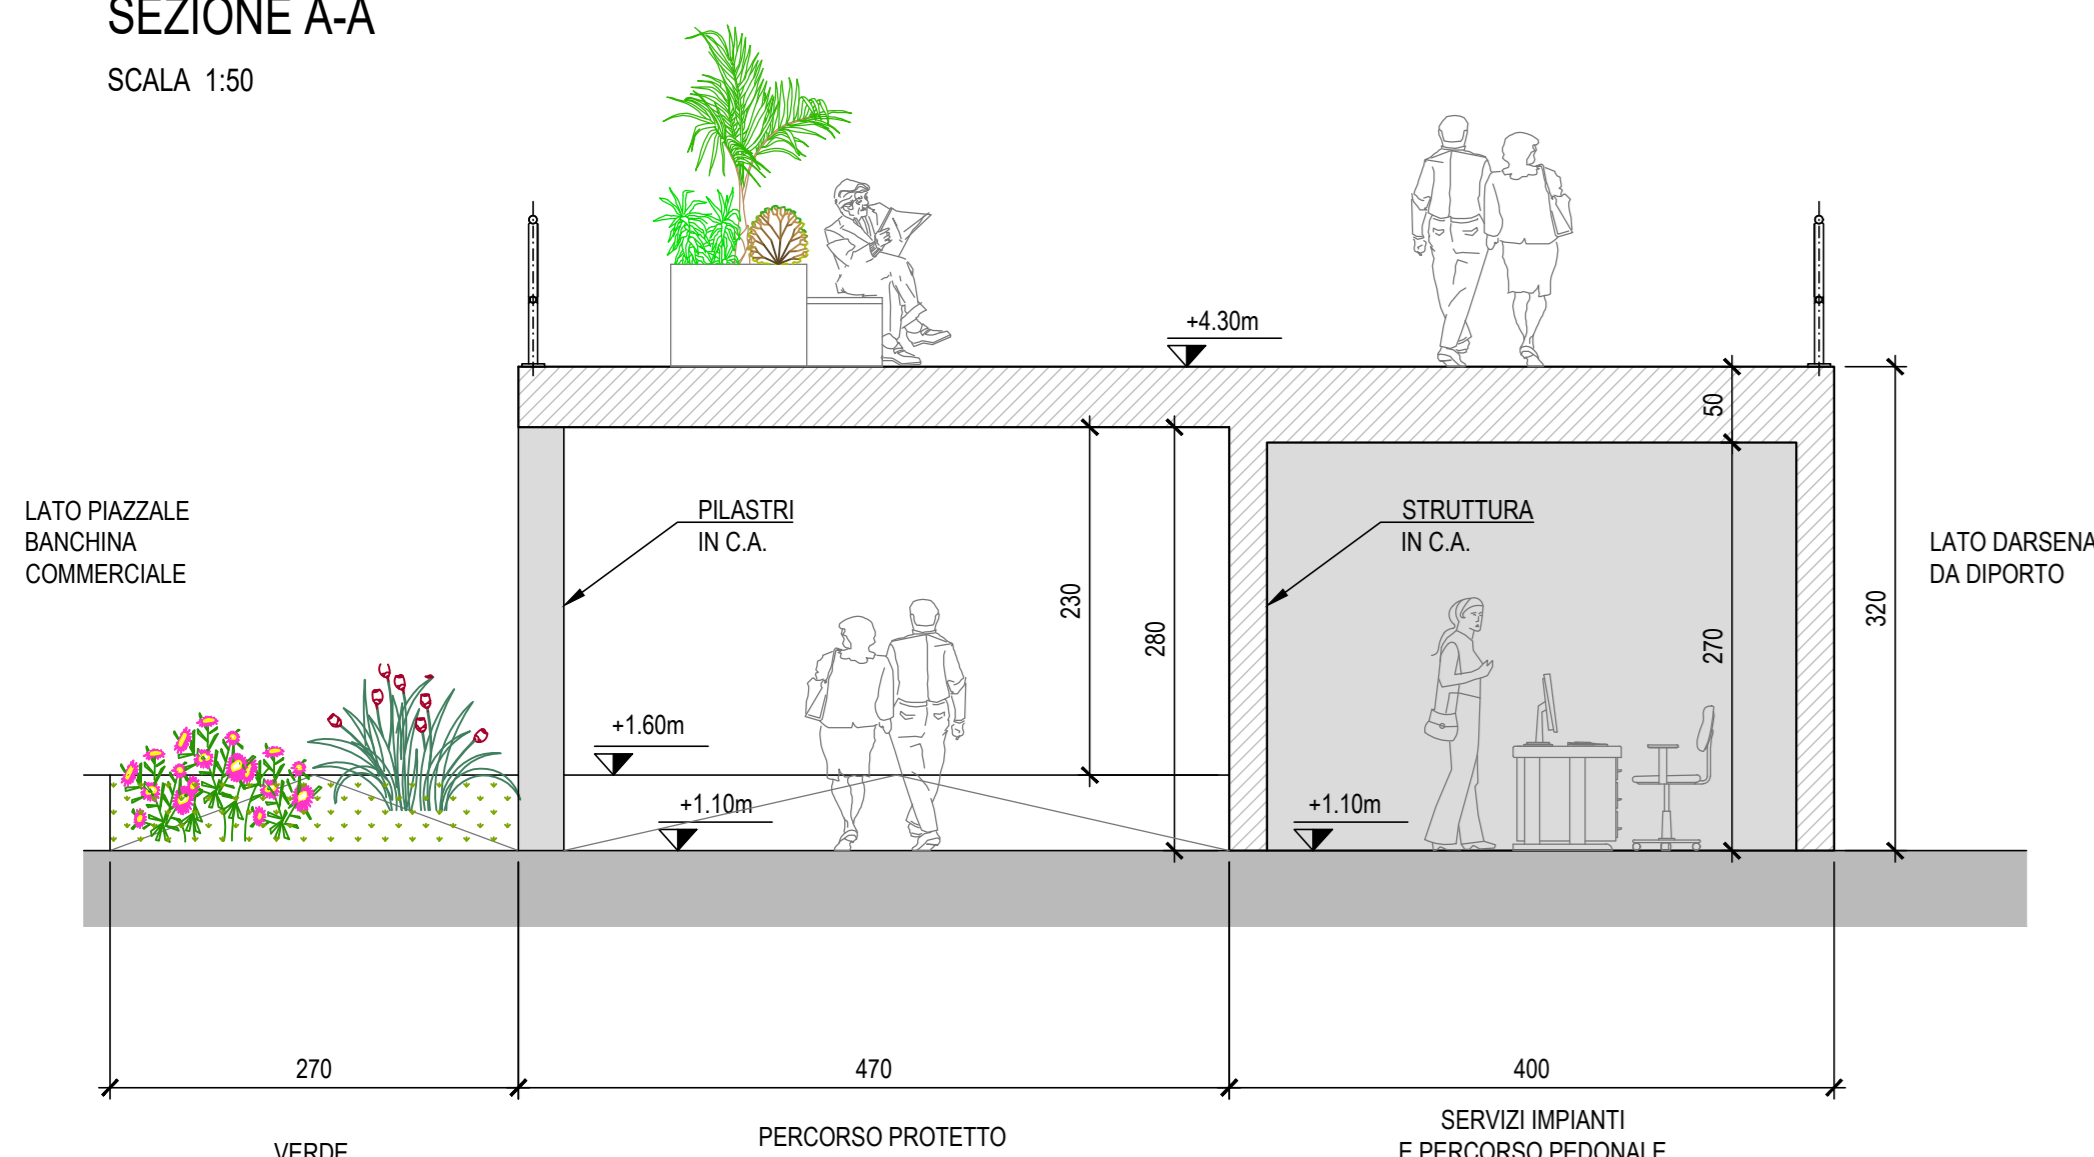 SEZIONE A-A
SCALA 1:50
+4.30m
50
LATO PIAZZALE
BANCHINA
COMMERCIALE
PILASTRI
IN C.A.
STRUTTURA
IN C.A.
LATO DARSENA
DA DIPORTO
230
280
270
320
+1.60m
+1.10m
+1.10m
270
470
400
VERDE
PERCORSO PROTETTO
SERVIZI IMPIANTI
E PERCORSO PEDONALE